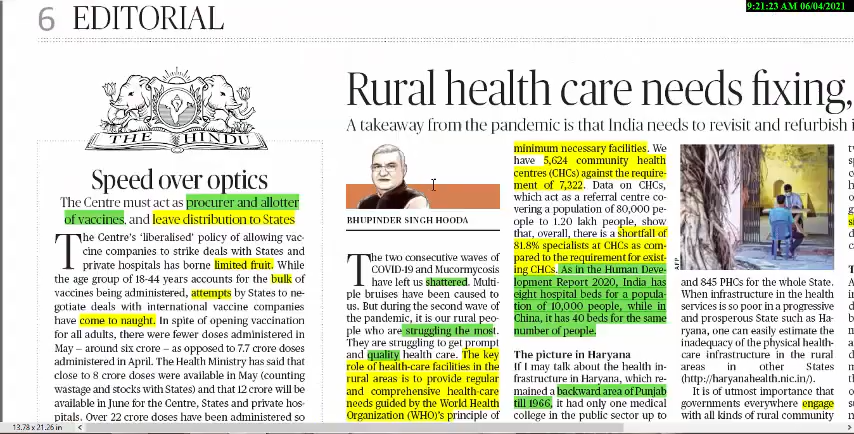 9:21:23 AM 06/04/2021
6 EDITORIAL
THE HINDU
Speed over optics
The Centre must act as procurer and allotter
of vaccines, and leave distribution to States
The Centre's ‘liberalised’ policy of allowing vac-
cine companies to strike deals with States and
private hospitals has borne limited fruit. While
the age group of 18-44 years accounts for the bulk of
vaccines being administered, attempts by States to ne-
gotiate deals with international vaccine companies
have come to naught. In spite of opening vaccination
for all adults, there were fewer doses administered in
May – around six crore – as opposed to 7.7 crore doses
administered in April. The Health Ministry has said that
close to 8 crore doses were available in May (counting
wastage and stocks with States) and that 12 crore will be
available in June for the Centre, States and private hos-
pitals. Over 22 crore doses have been administered so
Rural health care needs fixing,
A takeaway from the pandemic is that India needs to revisit and refurbish i
BHUPINDER SINGH HOODA
The two consecutive waves of
COVID-19 and Mucormycosis
have left us shattered. Multi-
ple bruises have been caused to
us. But during the second wave of
the pandemic, it is our rural peo-
ple who are struggling the most.
They are struggling to get prompt
and quality health care. The key
role of health-care facilities in the
rural areas is to provide regular
and comprehensive health-care
needs guided by the World Health
Organization (WHO)'s principle of
minimum necessary facilities. We
have 5,624 community health
centres (CHCs) against the require-
ment of 7,322. Data on CHCs,
which act as a referral centre co-
vering a population of 80,000 pe-
ople to 1.20 lakh people, show
that, overall, there is a shortfall of
81.8% specialists at CHCs as com-
pared to the requirement for exist-
ing CHCs. As in the Human Deve-
lopment Report 2020, India has
eight hospital beds for a popula-
tion of 10,000 people, while in
China, it has 40 beds for the same
number of people.
The picture in Haryana
If I may talk about the health in-
frastructure in Haryana, which re-
mained a backward area of Punjab
till 1966, it had only one medical
college in the public sector up to
AFP
and 845 PHCs for the whole State.
When infrastructure in the health
services is so poor in a progressive
and prosperous State such as Ha-
ryana, one can easily estimate the
inadequacy of the physical health-
care infrastructure in the rural
areas in other States
(http://haryanahealth.nic.in/).
It is of utmost importance that
governments everywhere engage
with all kinds of rural community
13.78 x 21.26 in